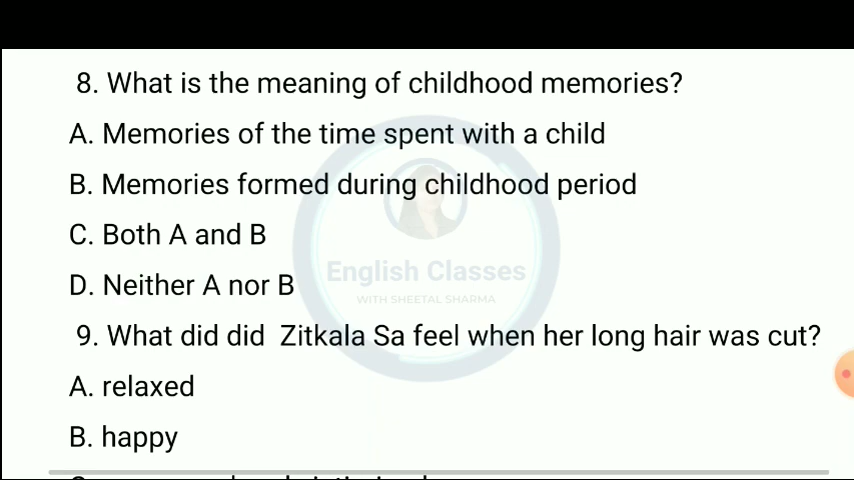 8. What is the meaning of childhood memories?
A. Memories of the time spent with a child
B. Memories formed during childhood period
C. Both A and B
D. Neither A nor B
English Classes
WITH SHEETAL SHARMA
9. What did did Zitkala Sa feel when her long hair was cut?
A. relaxed
B. happy